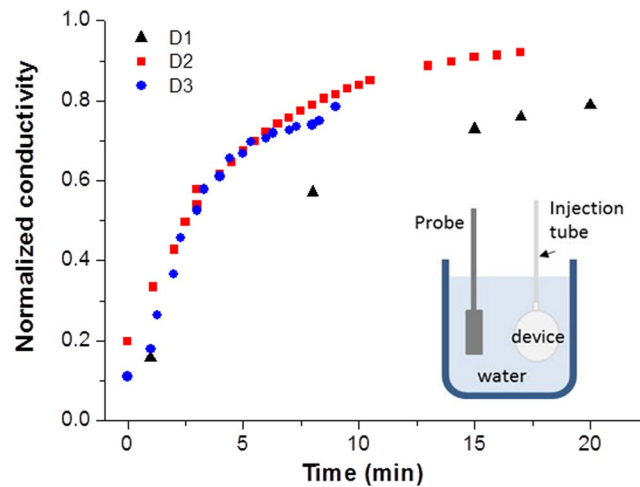 1.0
0.8
0.6
0.4
0.2
0.0
Normalized conductivity
D1
D2
D3
Probe
Injection
tube
device
water
0
5
10
15
20
Time (min)